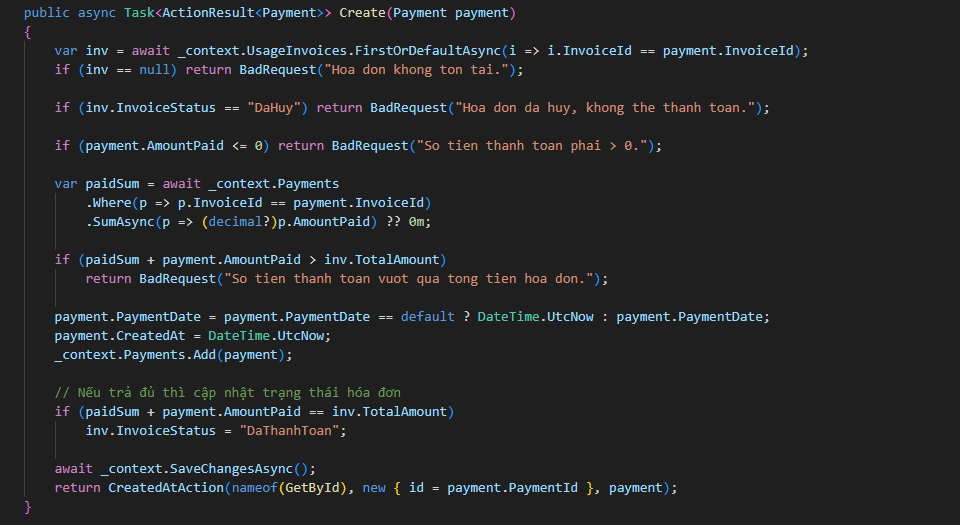 public async Task<ActionResult<Payment>> Create(Payment payment)
{
    var inv = await _context.UsageInvoices.FirstOrDefaultAsync(i => i.InvoiceId == payment.InvoiceId);
    if (inv == null) return BadRequest("Hoa don khong ton tai.");

    if (inv.InvoiceStatus == "DaHuy") return BadRequest("Hoa don da huy, khong the thanh toan.");

    if (payment.AmountPaid <= 0) return BadRequest("So tien thanh toan phai > 0.");

    var paidSum = await _context.Payments
        .Where(p => p.InvoiceId == payment.InvoiceId)
        .SumAsync(p => (decimal?)p.AmountPaid) ?? 0m;

    if (paidSum + payment.AmountPaid > inv.TotalAmount)
        return BadRequest("So tien thanh toan vuot qua tong tien hoa don.");

    payment.PaymentDate = payment.PaymentDate == default ? DateTime.UtcNow : payment.PaymentDate;
    payment.CreatedAt = DateTime.UtcNow;
    _context.Payments.Add(payment);

    // Nếu trả đủ thì cập nhật trạng thái hóa đơn
    if (paidSum + payment.AmountPaid == inv.TotalAmount)
        inv.InvoiceStatus = "DaThanhToan";

    await _context.SaveChangesAsync();
    return CreatedAtAction(nameof(GetById), new { id = payment.PaymentId }, payment);
}